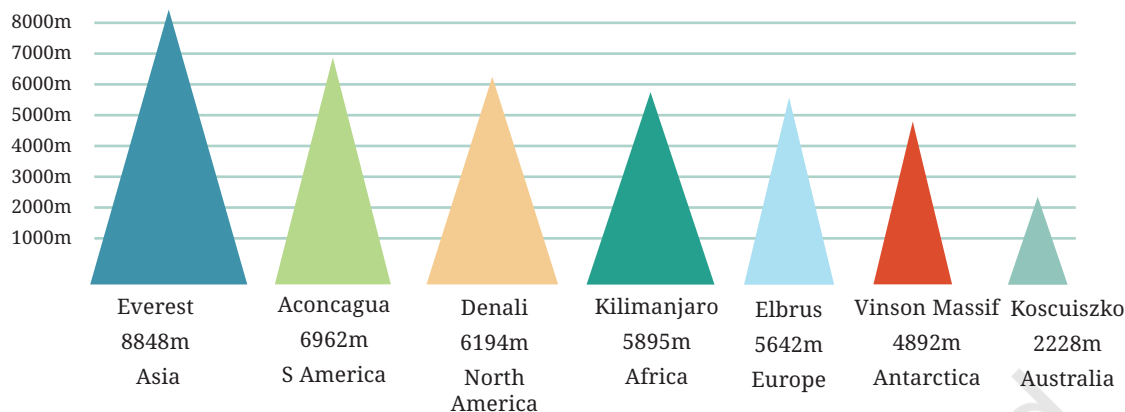 8000m
7000m
6000m
5000m
4000m
3000m
2000m
1000m
Everest
8848m
Asia
Aconcagua
6962m
S America
Denali
6194m
North
America
Kilimanjaro
5895m
Africa
Elbrus
5642m
Europe
Vinson Massif
4892m
Antarctica
Koscuiszko
2228m
Australia